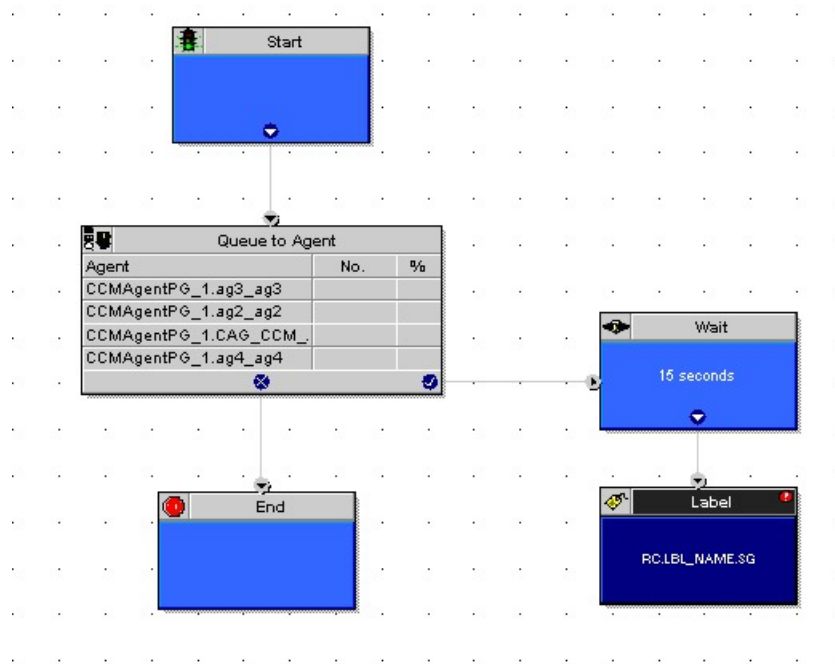 Start
Queue to Agent
Agent No. %
CCMAgentPG_1.ag3_ag3
CCMAgentPG_1.ag2_ag2
CCMAgentPG_1.CAG_CCM_.
CCMAgentPG_1.ag4_ag4
Wait
15 seconds
End
Label
RC.LBL_NAME.SG